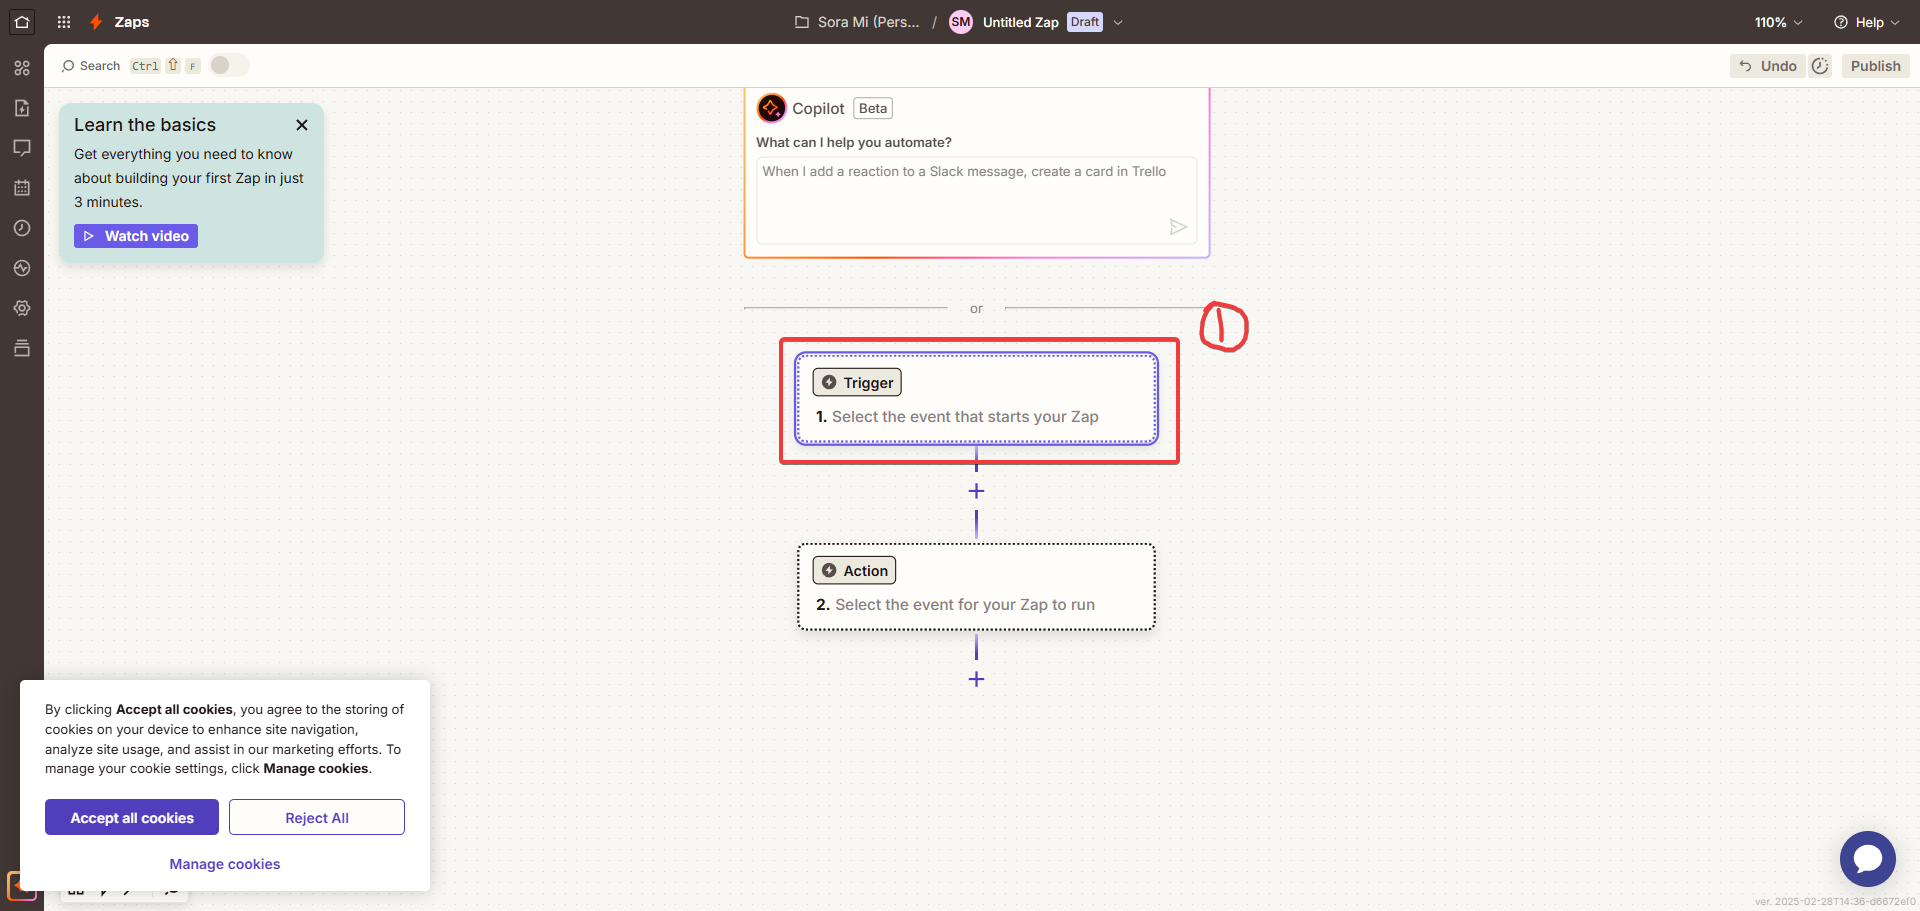 Zaps
Sora Mi (Pers... / SM Untitled Zap Draft
110%
Help
Search Ctrl ⇧ F
Undo
Publish
Learn the basics
Get everything you need to know
about building your first Zap in just
3 minutes.
Watch video
Copilot Beta
What can I help you automate?
When I add a reaction to a Slack message, create a card in Trello
or
1
Trigger
1. Select the event that starts your Zap
Action
2. Select the event for your Zap to run
By clicking Accept all cookies, you agree to the storing of
cookies on your device to enhance site navigation,
analyze site usage, and assist in our marketing efforts. To
manage your cookie settings, click Manage cookies.
Accept all cookies
Reject All
Manage cookies
ver. 2025-02-28T14:36-d6672ef0